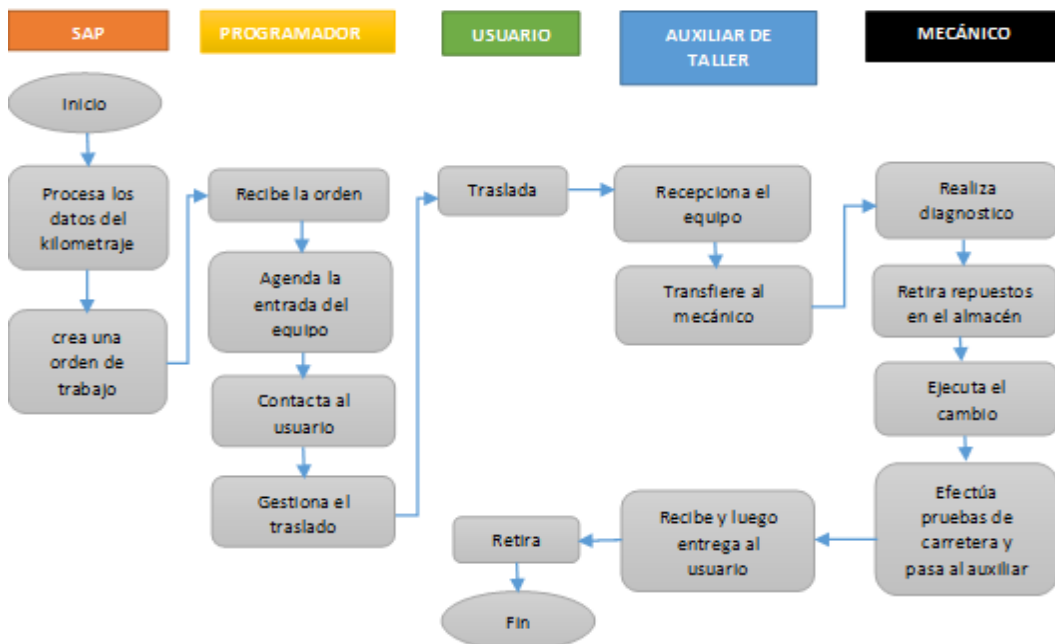 SAP
PROGRAMADOR
USUARIO
AUXILIAR DE
TALLER
MECÁNICO
Inicio
Procesa los
datos del
kilometraje
crea una
orden de
trabajo
Recibe la orden
Agenda la
entrada del
equipo
Contacta al
usuario
Gestiona el
traslado
Traslada
Recepciona el
equipo
Transfiere al
mecánico
Realiza
diagnostico
Retira repuestos
en el almacén
Ejecuta el
cambio
Efectúa
pruebas de
carretera y
pasa al auxiliar
Recibe y luego
entrega al
usuario
Retira
Fin